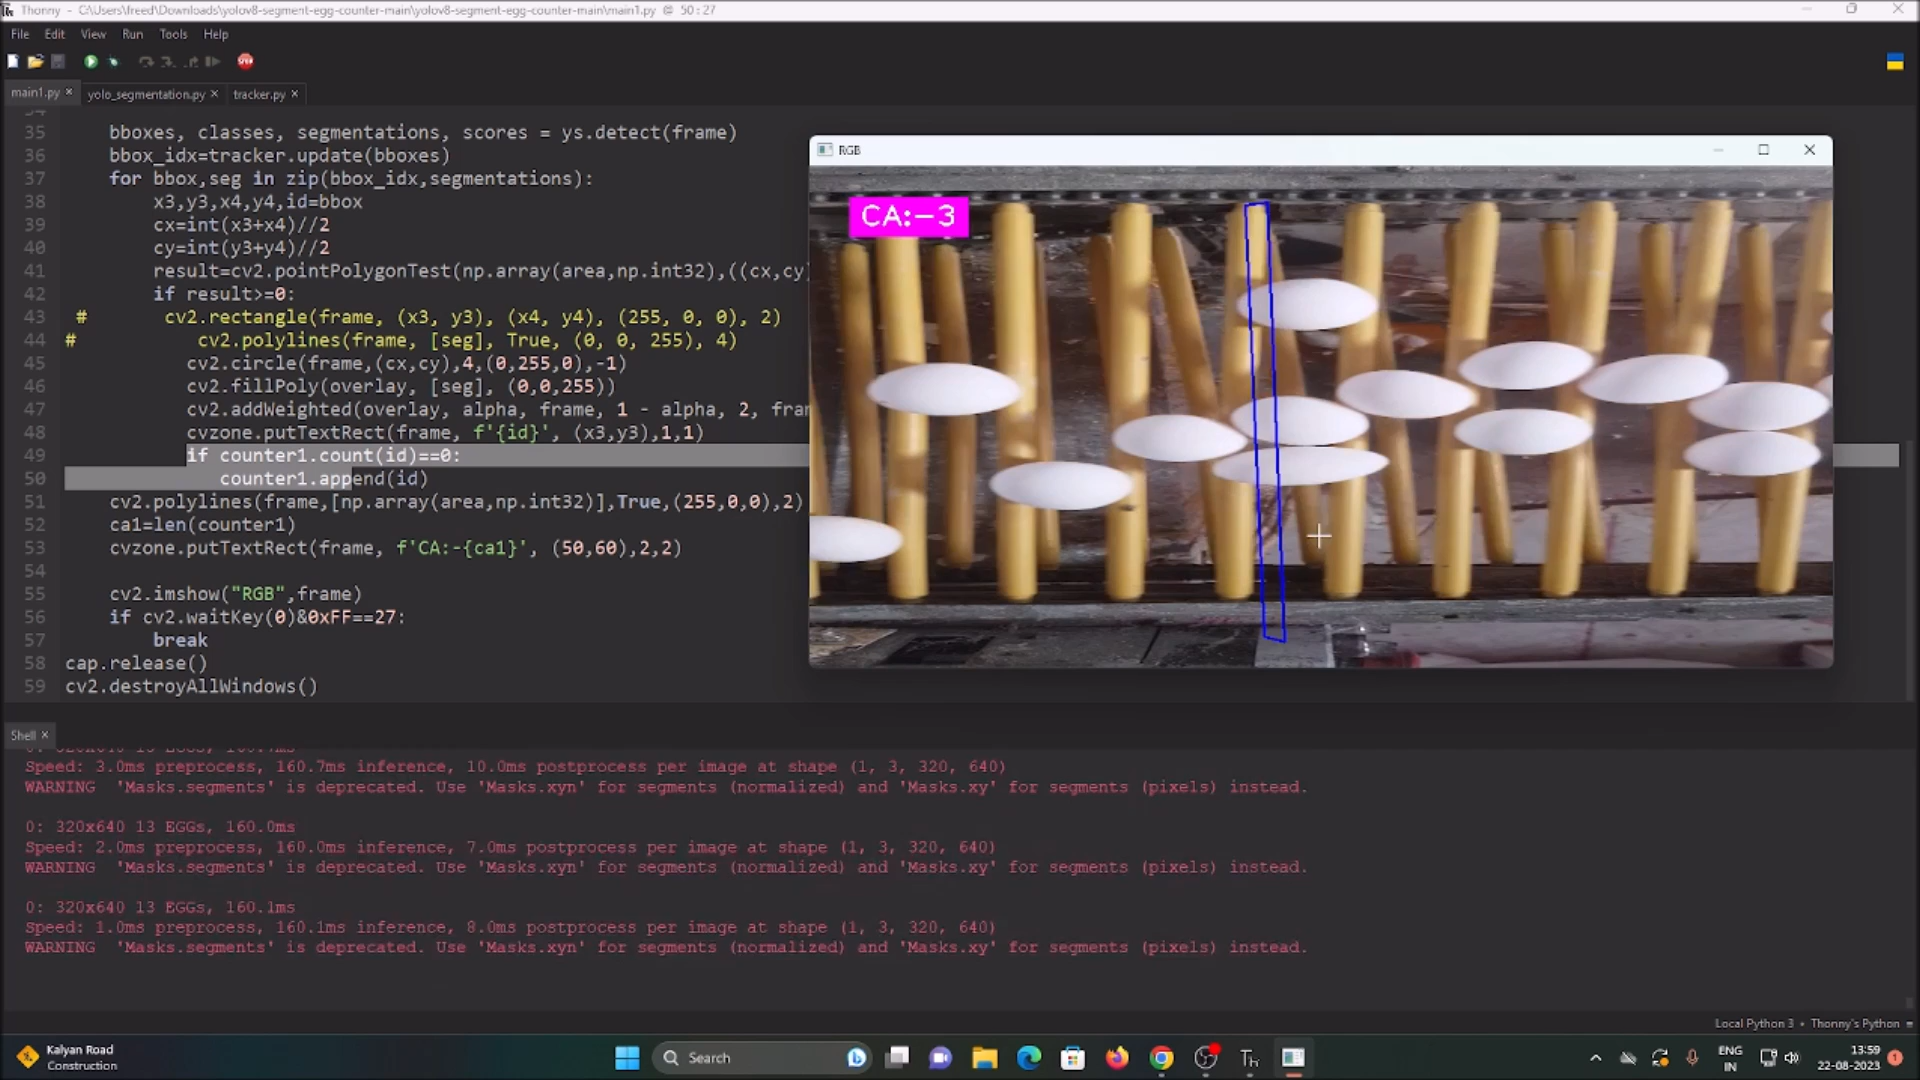 Thonny - C:\Users\freed\Downloads\yolov8-segment-egg-counter-main\yolov8-segment-egg-counter-main\main1.py @ 50:27
File Edit View Run Tools Help
main1.py × yolo_segmentation.py × tracker.py ×
35 bboxes, classes, segmentations, scores = ys.detect(frame)
36 bbox_idx=tracker.update(bboxes)
37 for bbox,seg in zip(bbox_idx,segmentations):
38 x3,y3,x4,y4,id=bbox
39 cx=int(x3+x4)//2
40 cy=int(y3+y4)//2
41 result=cv2.pointPolygonTest(np.array(area,np.int32),((cx,cy)
42 if result>=0:
43 # cv2.rectangle(frame, (x3, y3), (x4, y4), (255, 0, 0), 2)
44 # cv2.polylines(frame, [seg], True, (0, 0, 255), 4)
45 cv2.circle(frame,(cx,cy),4,(0,255,0),-1)
46 cv2.fillPoly(overlay, [seg], (0,0,255))
47 cv2.addWeighted(overlay, alpha, frame, 1 - alpha, 2, fra
48 cvzone.putTextRect(frame, f'{id}', (x3,y3),1,1)
49 if counter1.count(id)==0:
50 counter1.append(id)
51 cv2.polylines(frame,[np.array(area,np.int32)],True,(255,0,0),2)
52 ca1=len(counter1)
53 cvzone.putTextRect(frame, f'CA:-{ca1}', (50,60),2,2)
54
55 cv2.imshow("RGB",frame)
56 if cv2.waitKey(0)&0xFF==27:
57 break
58 cap.release()
59 cv2.destroyAllWindows()
RGB
CA:-3
Shell ×
Speed: 3.0ms preprocess, 160.7ms inference, 10.0ms postprocess per image at shape (1, 3, 320, 640)
WARNING 'Masks.segments' is deprecated. Use 'Masks.xyn' for segments (normalized) and 'Masks.xy' for segments (pixels) instead.
0: 320x640 13 EGGs, 160.0ms
Speed: 2.0ms preprocess, 160.0ms inference, 7.0ms postprocess per image at shape (1, 3, 320, 640)
WARNING 'Masks.segments' is deprecated. Use 'Masks.xyn' for segments (normalized) and 'Masks.xy' for segments (pixels) instead.
0: 320x640 13 EGGs, 160.1ms
Speed: 1.0ms preprocess, 160.1ms inference, 8.0ms postprocess per image at shape (1, 3, 320, 640)
WARNING 'Masks.segments' is deprecated. Use 'Masks.xyn' for segments (normalized) and 'Masks.xy' for segments (pixels) instead.
Local Python 3 • Thonny's Python
Kalyan Road
Construction
Search
ENG
IN
13:59
22-08-2023
1